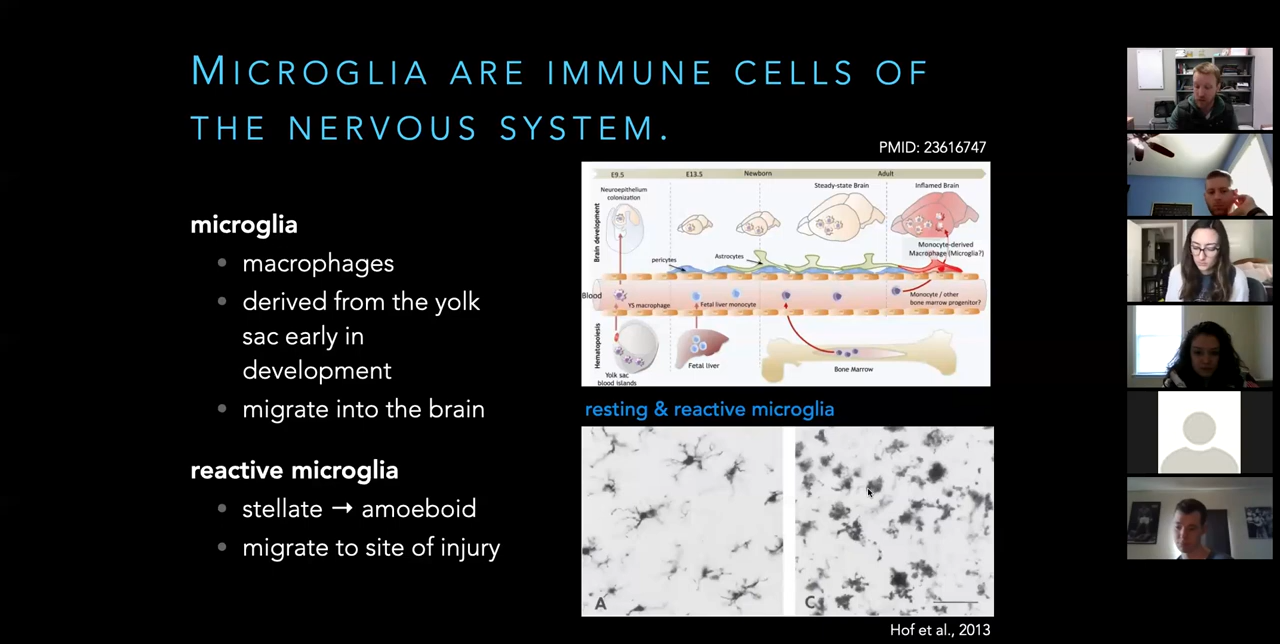 MICROGLIA ARE IMMUNE CELLS OF
THE NERVOUS SYSTEM.
PMID: 23616747
microglia
macrophages
derived from the yolk
sac early in
development
migrate into the brain
reactive microglia
stellate → amoeboid
migrate to site of injury
E9.5
E13.5
Newborn
Adult
Neuroepithelium
colonization
Steady-state Brain
Inflamed Brain
Brain development
pericytes
Astrocytes
Monocyte-derived
Macrophage (Microglia?)
Blood
YS macrophage
Fetal liver monocyte
Monocyte / other
bone marrow progenitor?
Hematopoiesis
Yolk sac
blood islands
Fetal liver
Bone Marrow
resting & reactive microglia
A
C
Hof et al., 2013